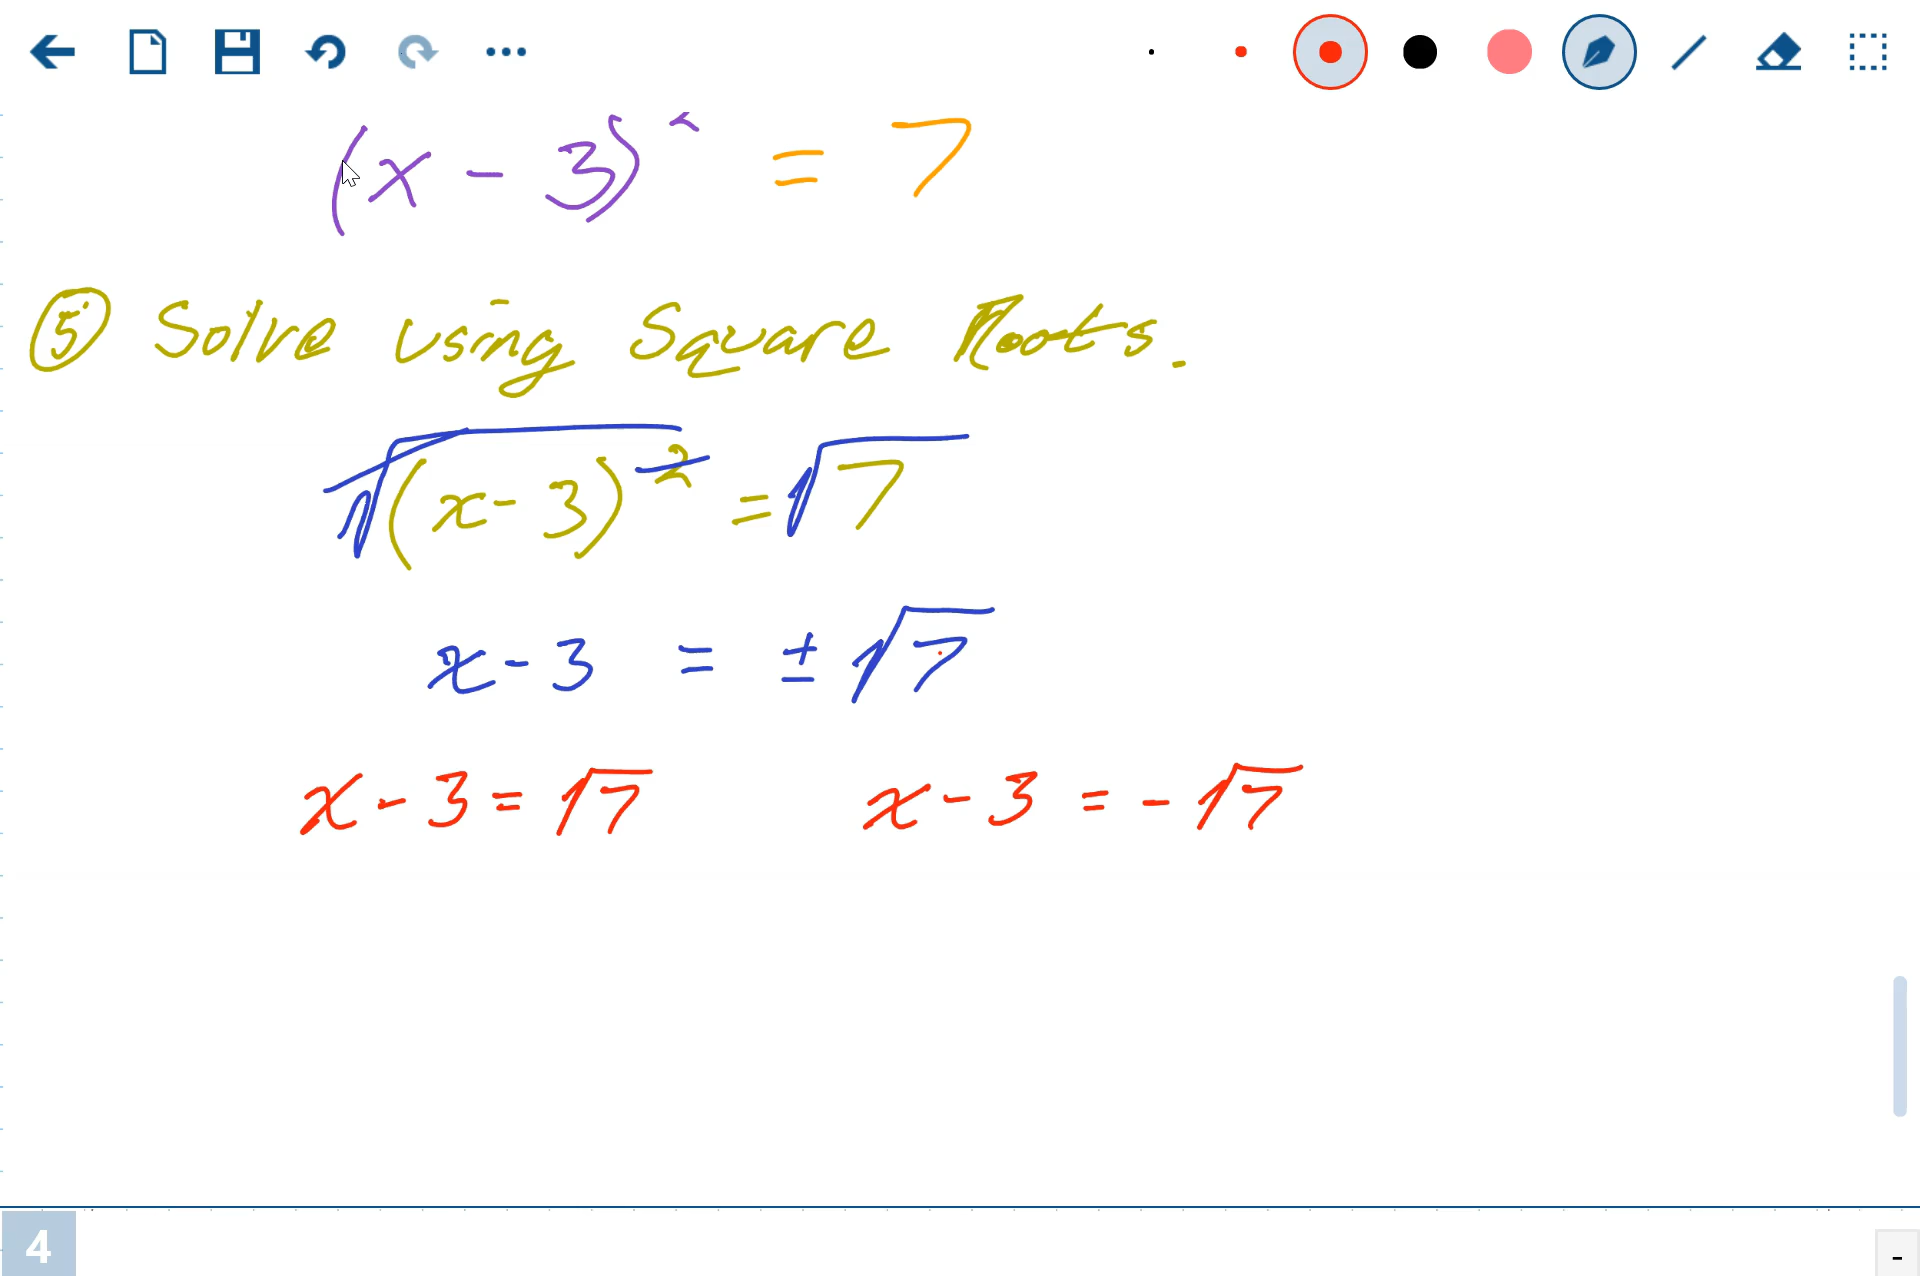 (x - 3)² = 7
⑤ Solve using Square Roots.
√(x - 3)² = √7
x - 3 = ± √7
x - 3 = √7 x - 3 = - √7
4
-